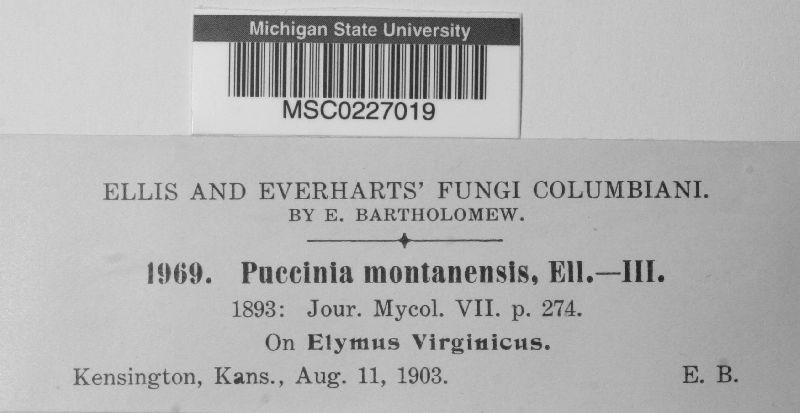 Michigan State University
MSC0227019
ELLIS AND EVERHARTS' FUNGI COLUMBIANI.
BY E. BARTHOLOMEW.
1969. Puccinia montanensis, Ell.—III.
1893: Jour. Mycol. VII. p. 274.
On Elymus Virginicus.
Kensington, Kans., Aug. 11, 1903. E. B.